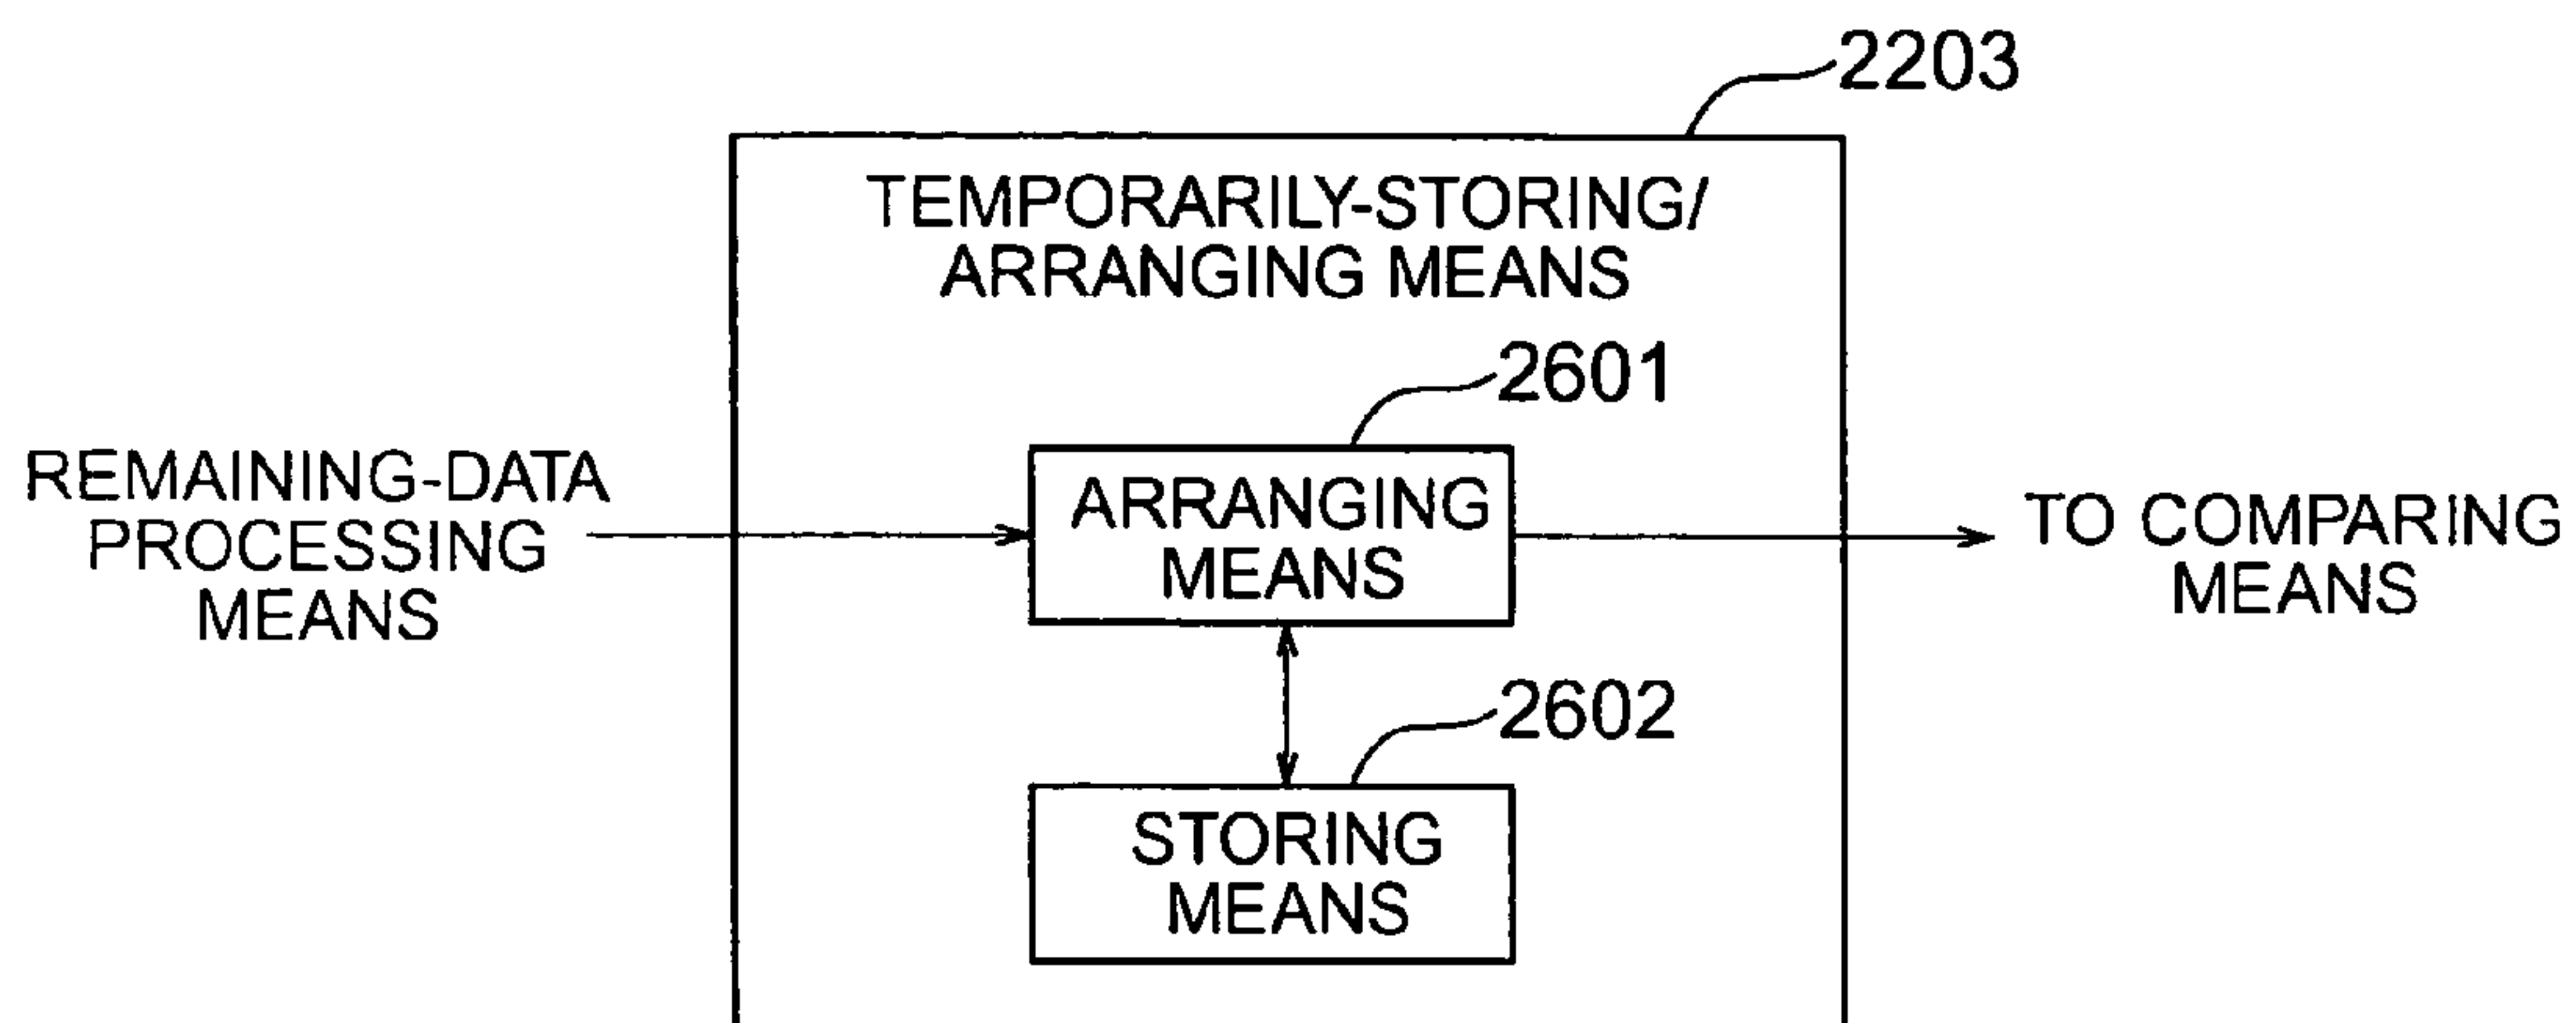 2203
TEMPORARILY-STORING/
ARRANGING MEANS
2601
REMAINING-DATA
PROCESSING
MEANS
ARRANGING
MEANS
TO COMPARING
MEANS
2602
STORING
MEANS